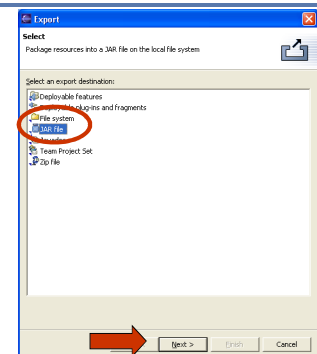 Export
Select
Package resources into a JAR file on the local file system
Select an export destination:
Deployable features
Deployable plug-ins and fragments
File system
JAR file
Team Project Set
Zip file
Next >
Finish
Cancel